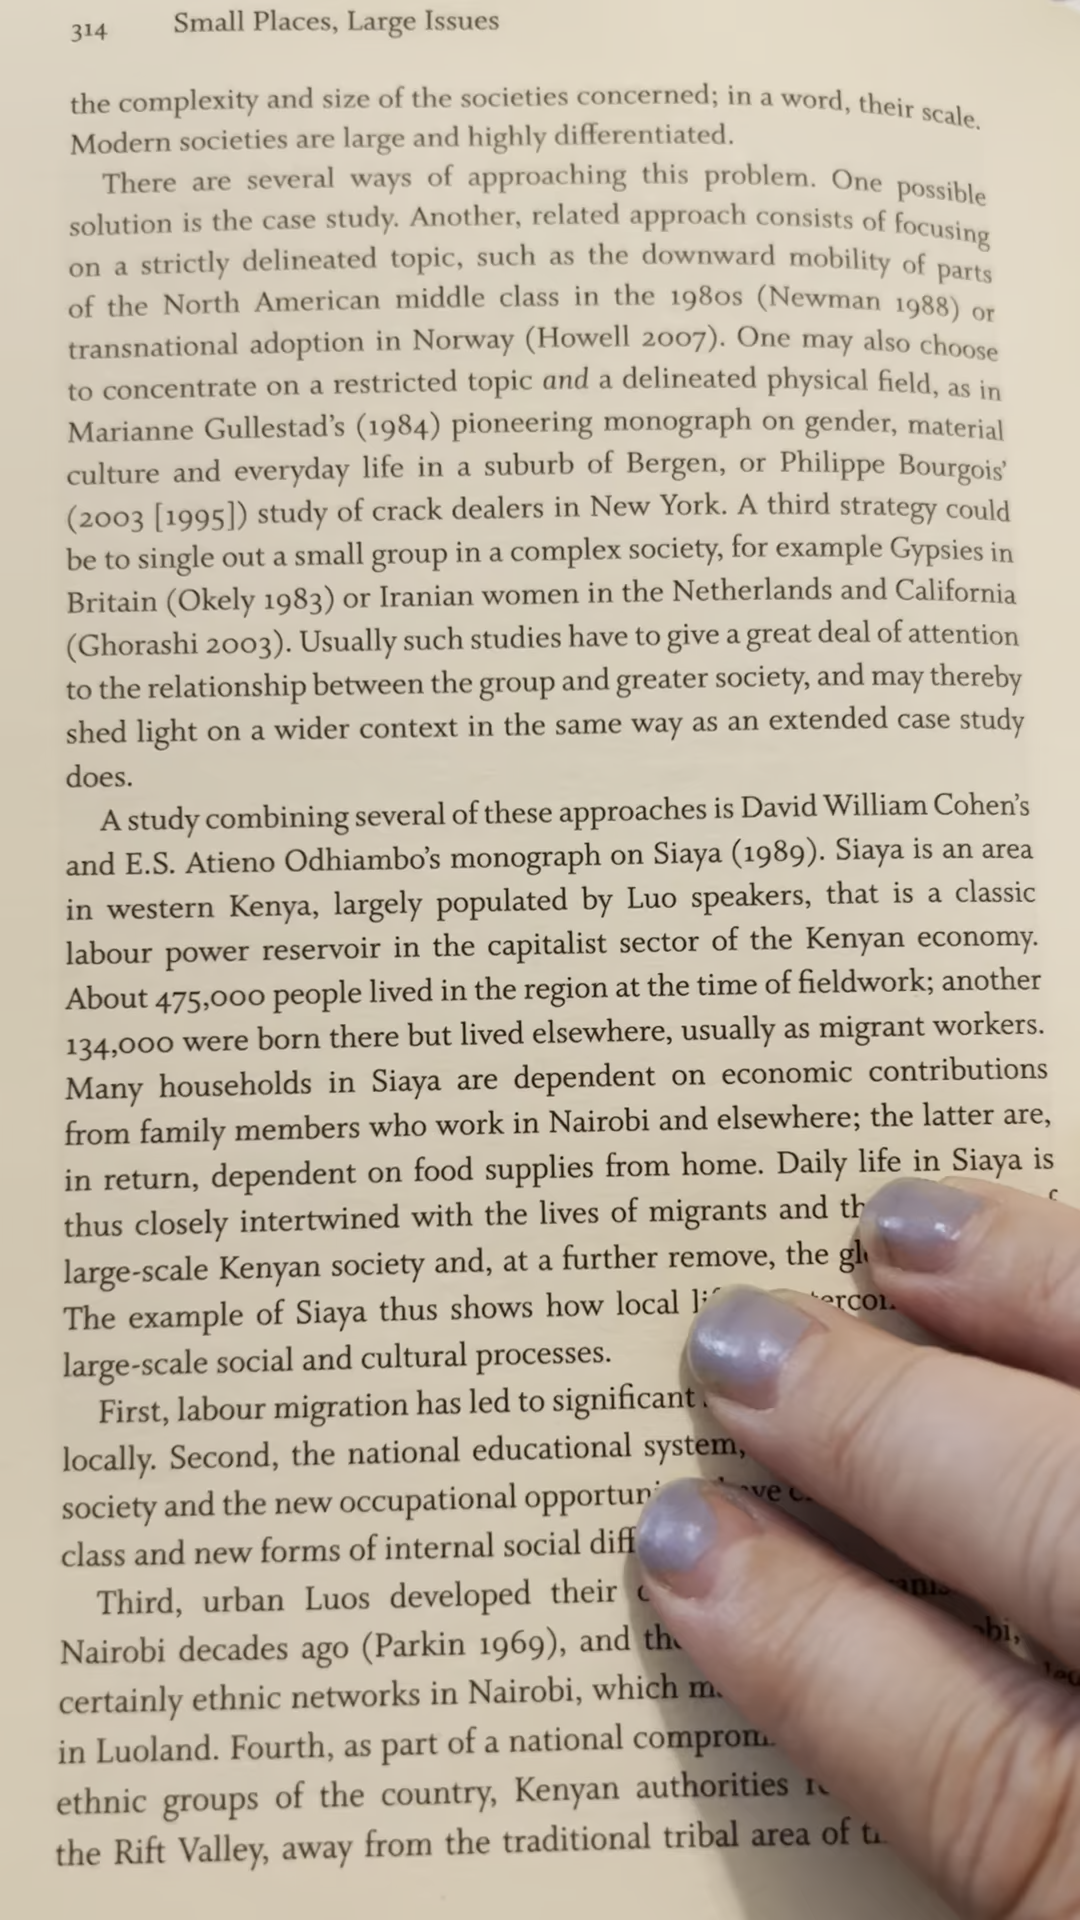 314 Small Places, Large Issues
the complexity and size of the societies concerned; in a word, their scale.
Modern societies are large and highly differentiated.
There are several ways of approaching this problem. One possible
solution is the case study. Another, related approach consists of focusing
on a strictly delineated topic, such as the downward mobility of parts
of the North American middle class in the 1980s (Newman 1988) or
transnational adoption in Norway (Howell 2007). One may also choose
to concentrate on a restricted topic and a delineated physical field, as in
Marianne Gullestad's (1984) pioneering monograph on gender, material
culture and everyday life in a suburb of Bergen, or Philippe Bourgois'
(2003 [1995]) study of crack dealers in New York. A third strategy could
be to single out a small group in a complex society, for example Gypsies in
Britain (Okely 1983) or Iranian women in the Netherlands and California
(Ghorashi 2003). Usually such studies have to give a great deal of attention
to the relationship between the group and greater society, and may thereby
shed light on a wider context in the same way as an extended case study
does.
A study combining several of these approaches is David William Cohen's
and E.S. Atieno Odhiambo's monograph on Siaya (1989). Siaya is an area
in western Kenya, largely populated by Luo speakers, that is a classic
labour power reservoir in the capitalist sector of the Kenyan economy.
About 475,000 people lived in the region at the time of fieldwork; another
134,000 were born there but lived elsewhere, usually as migrant workers.
Many households in Siaya are dependent on economic contributions
from family members who work in Nairobi and elsewhere; the latter are,
in return, dependent on food supplies from home. Daily life in Siaya is
thus closely intertwined with the lives of migrants and
large-scale Kenyan society and, at a further remove, the
The example of Siaya thus shows how local
large-scale social and cultural processes.
First, labour migration has led to significant
locally. Second, the national educational system,
society and the new occupational
class and new forms of internal social
Third, urban Luos developed their
Nairobi decades ago (Parkin 1969), and
certainly ethnic networks in Nairobi, which
in Luoland. Fourth, as part of a national
ethnic groups of the country, Kenyan authorities
the Rift Valley, away from the traditional tribal area of